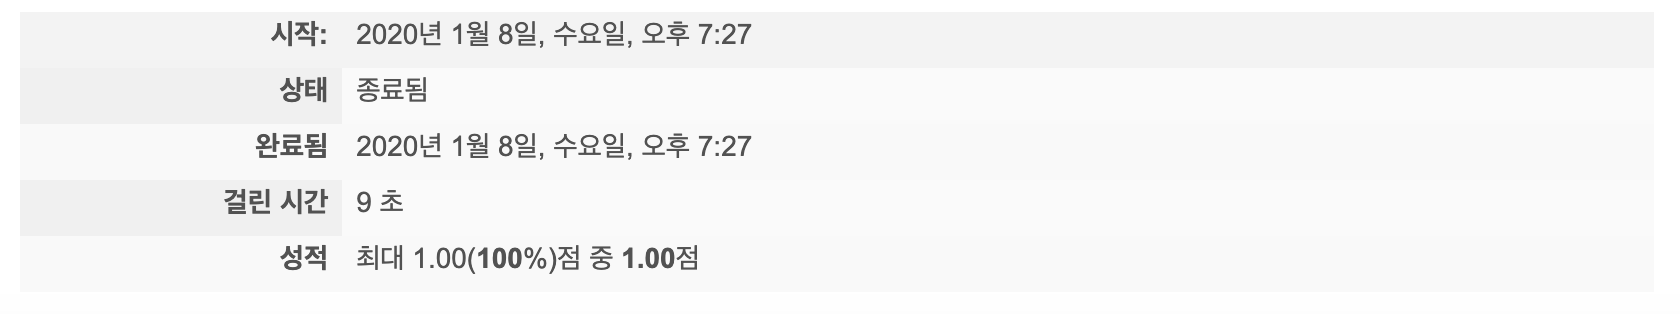 시작: 2020년 1월 8일, 수요일, 오후 7:27
상태 종료됨
완료됨 2020년 1월 8일, 수요일, 오후 7:27
걸린 시간 9 초
성적 최대 1.00(100%)점 중 1.00점